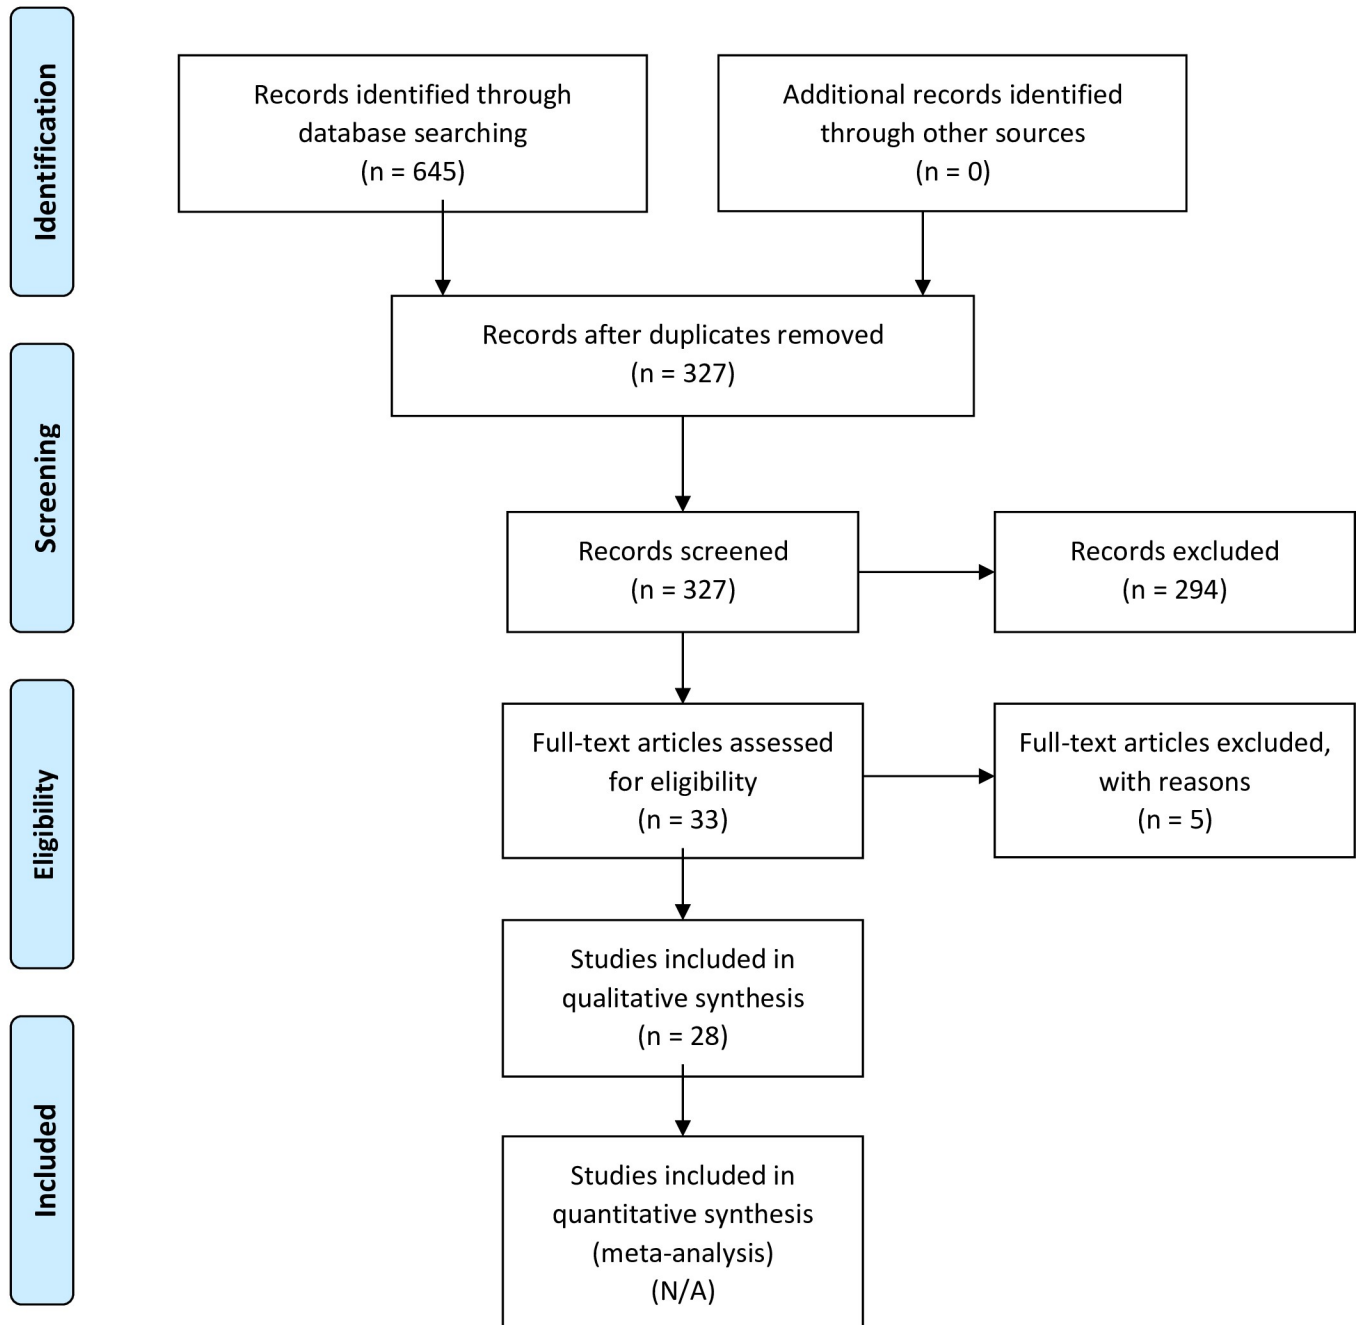 Identification
Records identified through
database searching
(n = 645)
Additional records identified
through other sources
(n = 0)
Records after duplicates removed
(n = 327)
Screening
Records screened
(n = 327)
Records excluded
(n = 294)
Eligibility
Full-text articles assessed
for eligibility
(n = 33)
Full-text articles excluded,
with reasons
(n = 5)
Studies included in
qualitative synthesis
(n = 28)
Included
Studies included in
quantitative synthesis
(meta-analysis)
(N/A)